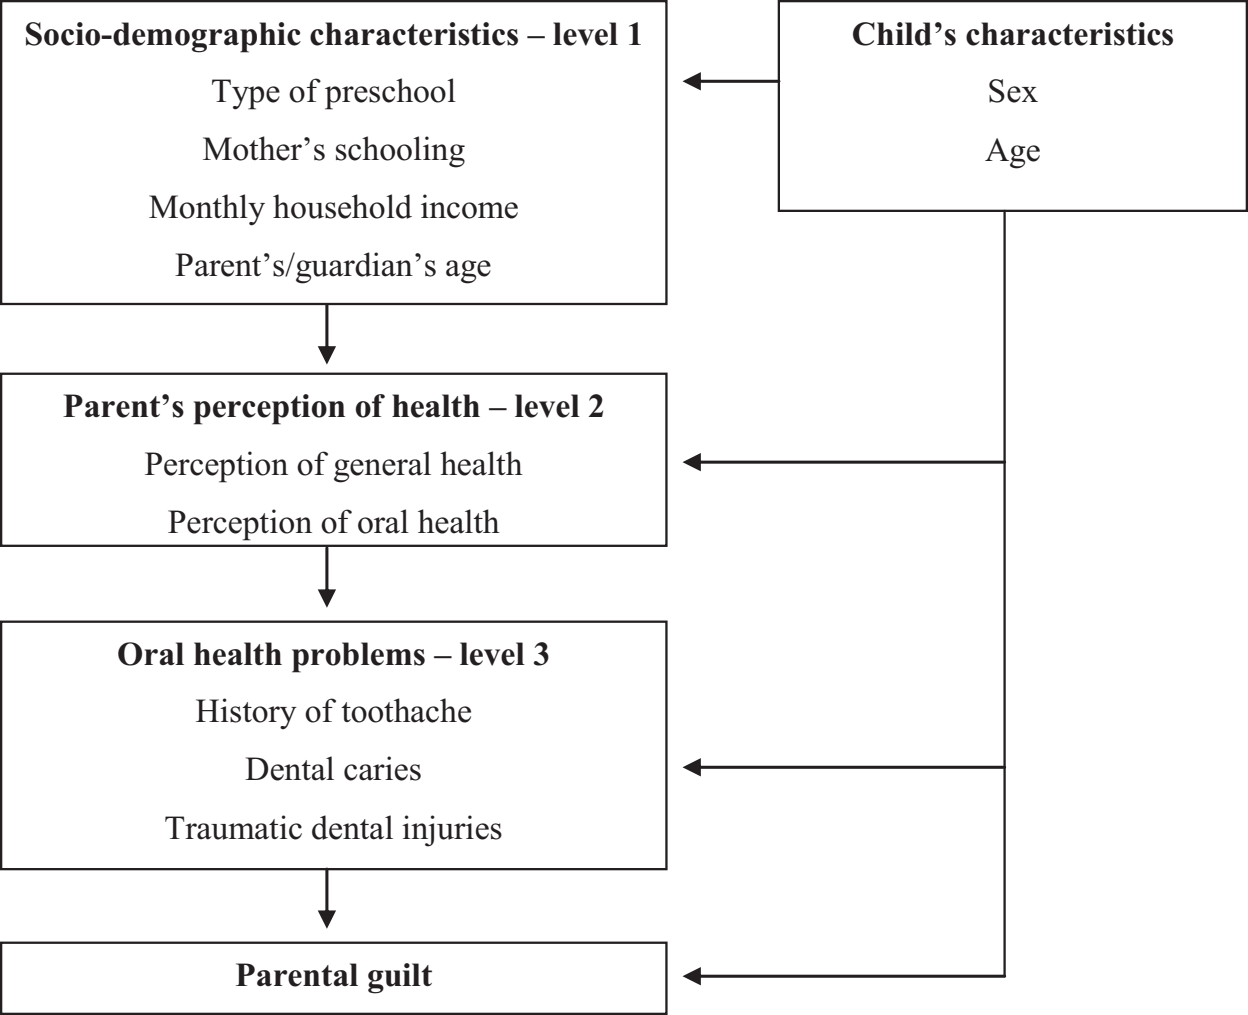 Socio-demographic characteristics – level 1
Type of preschool
Mother’s schooling
Monthly household income
Parent’s/guardian’s age
Child’s characteristics
Sex
Age
Parent’s perception of health – level 2
Perception of general health
Perception of oral health
Oral health problems – level 3
History of toothache
Dental caries
Traumatic dental injuries
Parental guilt